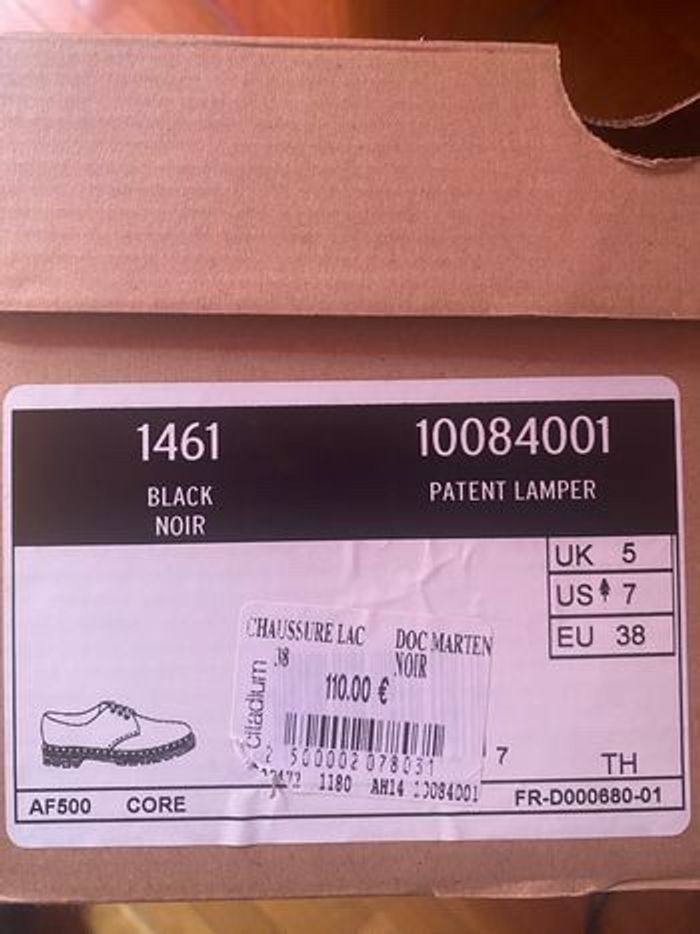 1461
10084001
BLACK
NOIR
PATENT LAMPER
UK 5
US 7
EU 38
CHAUSSURE LAC DOC MARTEN
38 NOIR
110.00 €
citadium
2 500002 078031
1180 AH14 10084001
7
TH
AF500 CORE
FR-D000680-01